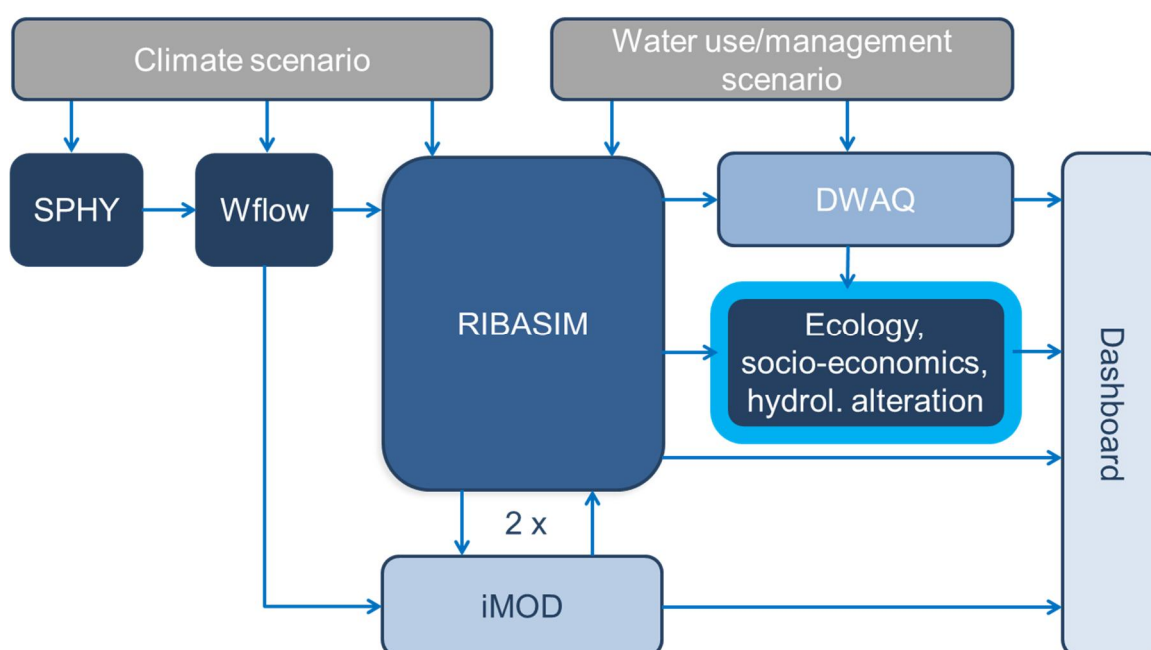 Climate scenario
Water use/management
scenario
SPHY
Wflow
RIBASIM
DWAQ
Ecology,
socio-economics,
hydrol. alteration
Dashboard
2 x
iMOD